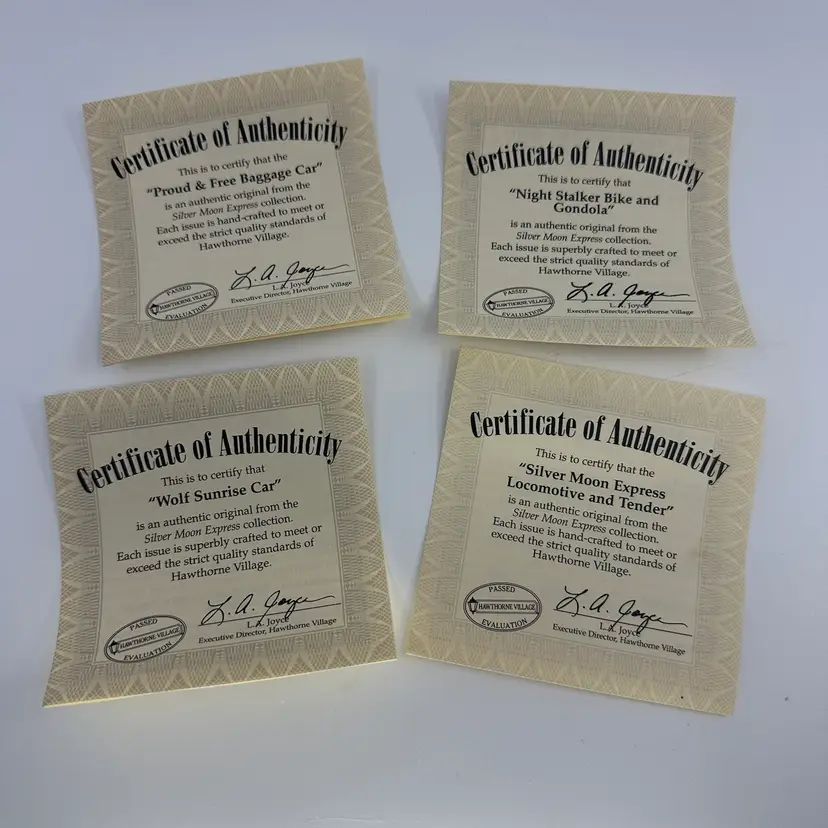 Certificate of Authenticity
This is to certify that the
“Proud & Free Baggage Car”
is an authentic original from the
Silver Moon Express collection.
Each issue is hand-crafted to meet or
exceed the strict quality standards of
Hawthorne Village.
PASSED
HAWTHORNE VILLAGE
EVALUATION
L. A. Joyce
L. A. Joyce
Executive Director, Hawthorne Village
Certificate of Authenticity
This is to certify that
“Night Stalker Bike and
Gondola”
is an authentic original from the
Silver Moon Express collection.
Each issue is superbly crafted to meet or
exceed the strict quality standards of
Hawthorne Village.
PASSED
HAWTHORNE VILLAGE
EVALUATION
L. A. Joyce
L. A. Joyce
Executive Director, Hawthorne Village
Certificate of Authenticity
This is to certify that
“Wolf Sunrise Car”
is an authentic original from the
Silver Moon Express collection.
Each issue is superbly crafted to meet or
exceed the strict quality standards of
Hawthorne Village.
PASSED
HAWTHORNE VILLAGE
EVALUATION
L. A. Joyce
L. A. Joyce
Executive Director, Hawthorne Village
Certificate of Authenticity
This is to certify that the
“Silver Moon Express
Locomotive and Tender”
is an authentic original from the
Silver Moon Express collection.
Each issue is hand-crafted to meet or
exceed the strict quality standards of
Hawthorne Village.
PASSED
HAWTHORNE VILLAGE
EVALUATION
L. A. Joyce
L. A. Joyce
Executive Director, Hawthorne Village